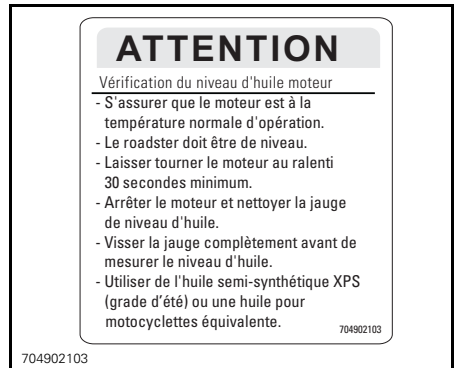 ATTENTION
Vérification du niveau d'huile moteur
- S'assurer que le moteur est à la
température normale d'opération.
- Le roadster doit être de niveau.
- Laisser tourner le moteur au ralenti
30 secondes minimum.
- Arrêter le moteur et nettoyer la jauge
de niveau d'huile.
- Visser la jauge complètement avant de
mesurer le niveau d'huile.
- Utiliser de l'huile semi-synthétique XPS
(grade d'été) ou une huile pour
motocyclettes équivalente.
704902103
704902103